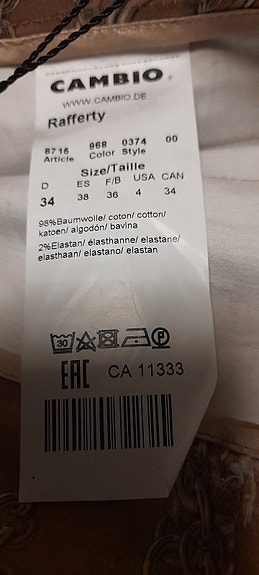 CAMBIO®
WWW.CAMBIO.DE
Rafferty
8716 968 0374 00
Article Color Style
Size/Taille
D ES F/B USA CAN
34 38 36 4 34
98%Baumwolle/ coton/ cotton/
katoen/ algodón/ bavlna
2%Elastan/ élasthanne/ elastane/
elasthaan/ elastano/ elastan
30 P
EAC CA 11333